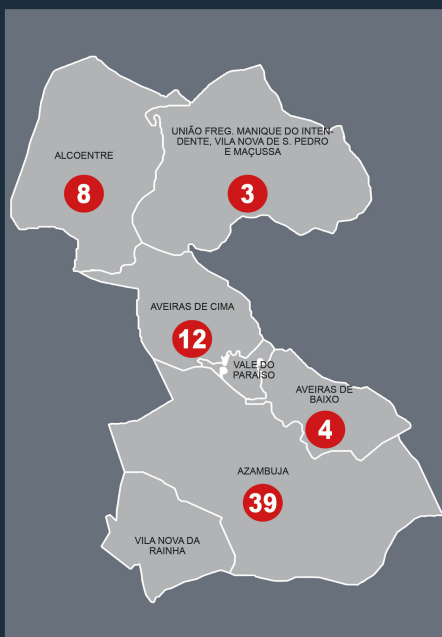 UNIÃO FREG. MANIQUE DO INTEN-
DENTE, VILA NOVA DE S. PEDRO
E MAÇUSSA
3
ALCOENTRE
8
AVEIRAS DE CIMA
12
VALE DO
PARAÍSO
AVEIRAS DE
BAIXO
4
AZAMBUJA
39
VILA NOVA DA
RAINHA